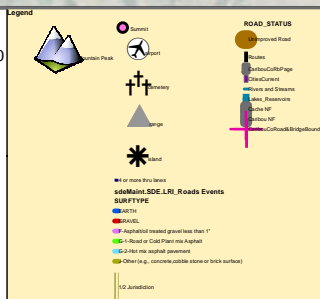 Legend
0
Mountain Peak
Summit
Airport
Cemetery
Range
Island
4 or more thru lanes
sdeMaint.SDE.LRI_Roads Events
SURFTYPE
EARTH
GRAVEL
F-Asphalt/oil treated gravel less than 1"
G-1-Road or Cold Plant mix Asphalt
G-2-Hot mix asphalt pavement
J-Other (e.g., concrete,cobble stone or brick surface)
1/2 Jurisdiction
ROAD_STATUS
Unimproved Road
Routes
CaribouCoRbPage
CitiesCurrent
Rivers and Streams
Lakes_Reservoirs
Cache NF
Caribou NF
CaribouCoRoad&BridgeBound